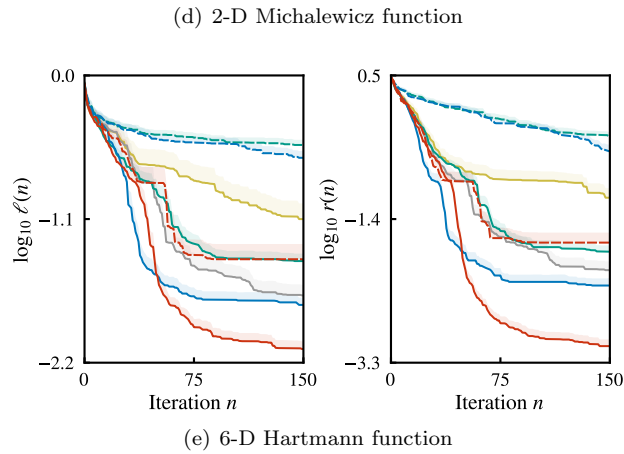 (d) 2-D Michalewicz function
0.0
−1.1
−2.2
log₁₀ ℓ(n)
0 75 150
Iteration n
0.5
−1.4
−3.3
log₁₀ r(n)
0 75 150
Iteration n
(e) 6-D Hartmann function